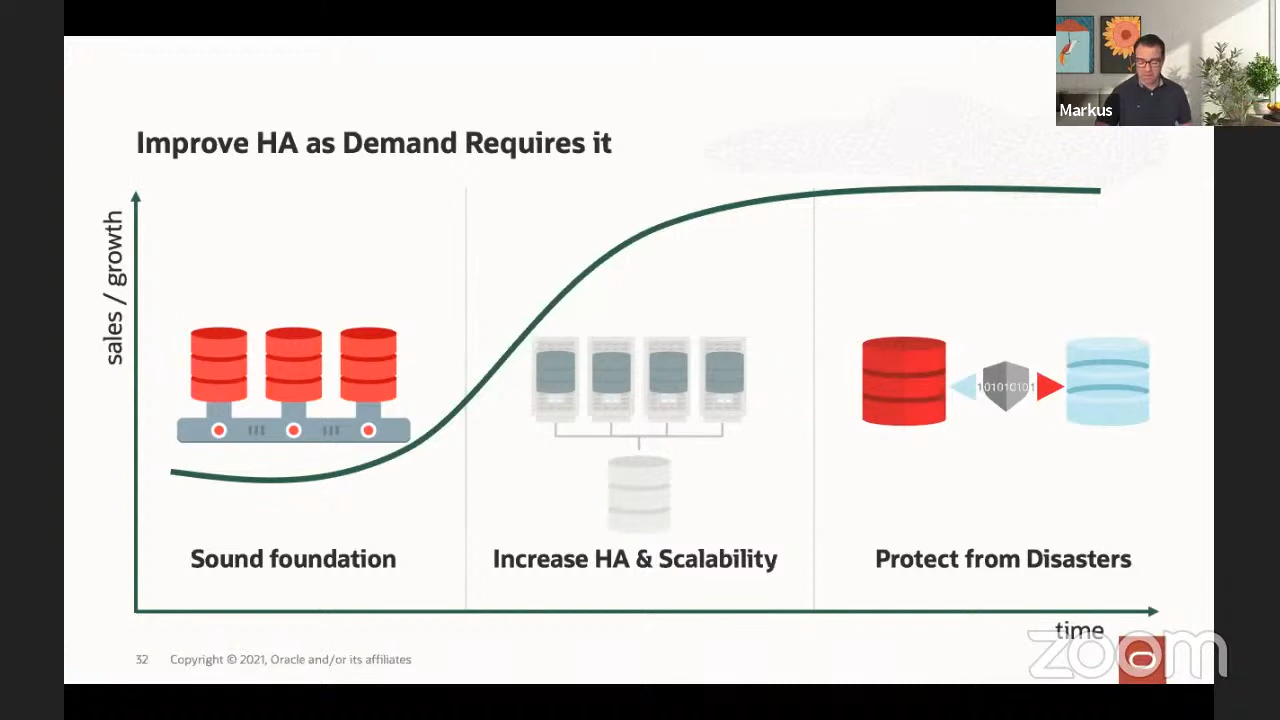 Markus
Improve HA as Demand Requires it
sales / growth
101010101
Sound foundation
Increase HA & Scalability
Protect from Disasters
time
32 Copyright © 2021, Oracle and/or its affiliates
zoom